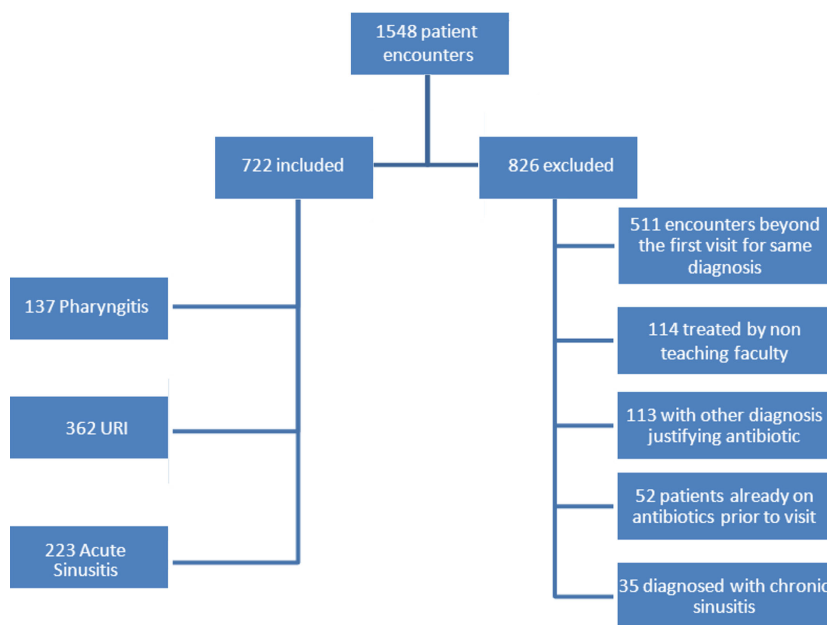 1548 patient
encounters
722 included
826 excluded
137 Pharyngitis
362 URI
223 Acute
Sinusitis
511 encounters beyond
the first visit for same
diagnosis
114 treated by non
teaching faculty
113 with other diagnosis
justifying antibiotic
52 patients already on
antibiotics prior to visit
35 diagnosed with chronic
sinusitis